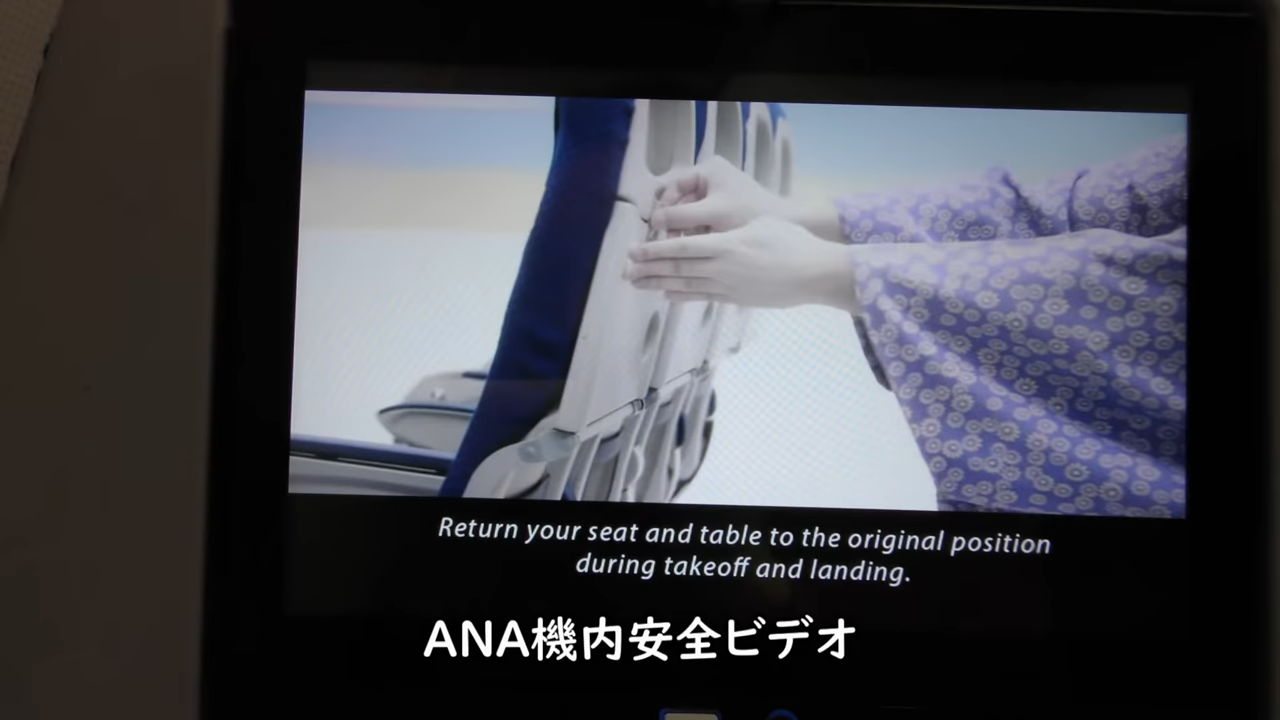 Return your seat and table to the original position
during takeoff and landing.
ANA機内安全ビデオ